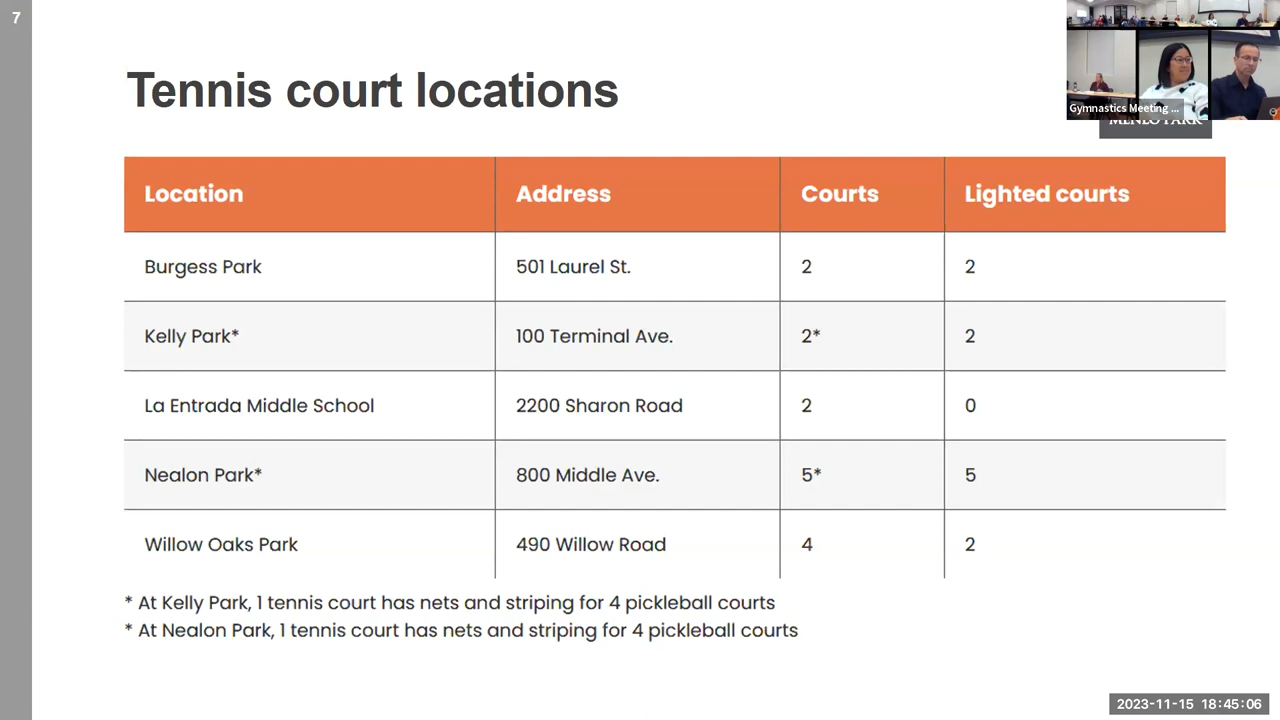 7
Tennis court locations
Gymnastics Meeting ...
MENLO PARK
Location Address Courts Lighted courts
Burgess Park 501 Laurel St. 2 2
Kelly Park* 100 Terminal Ave. 2* 2
La Entrada Middle School 2200 Sharon Road 2 0
Nealon Park* 800 Middle Ave. 5* 5
Willow Oaks Park 490 Willow Road 4 2
* At Kelly Park, 1 tennis court has nets and striping for 4 pickleball courts
* At Nealon Park, 1 tennis court has nets and striping for 4 pickleball courts
2023-11-15 18:45:06